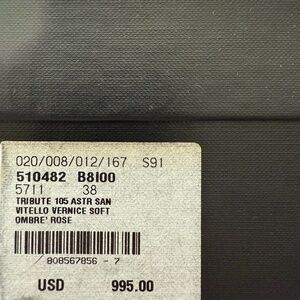 020/008/012/167 S91
510482 B8I00
5711 38
TRIBUTE 105 ASTR SAN
VITELLO VERNICE SOFT
OMBRE' ROSE
808567856 - 7
USD 995.00